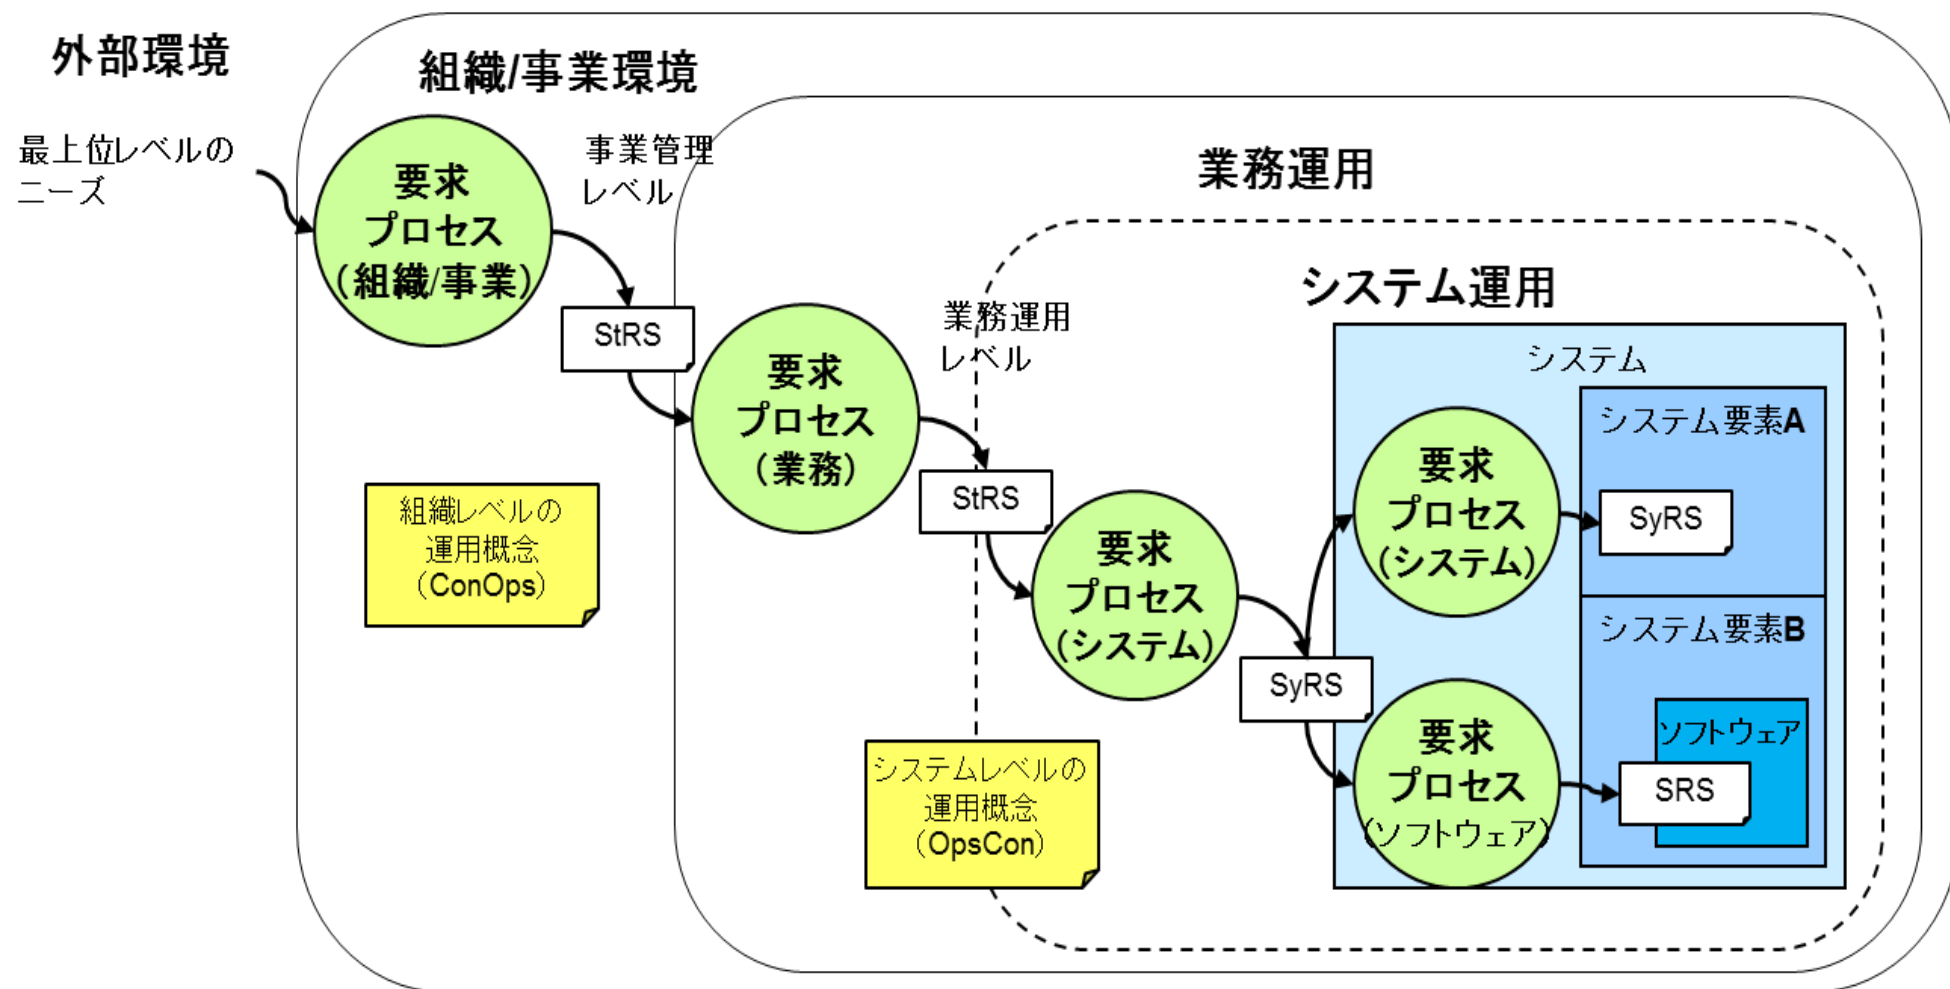 外部環境
組織/事業環境
最上位レベルの
ニーズ
要求
プロセス
(組織/事業)
事業管理
レベル
StRS
業務運用
要求
プロセス
(業務)
業務運用
レベル
StRS
システム運用
組織レベルの
運用概念
(ConOps)
要求
プロセス
(システム)
SyRS
システム
要求
プロセス
(システム)
システム要素A
SyRS
システム要素B
システムレベルの
運用概念
(OpsCon)
要求
プロセス
(ソフトウェア)
ソフトウェア
SRS